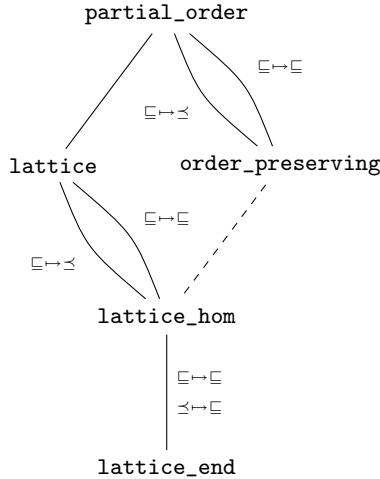 partial_order
⊑↦⊑
⊑↦⪯
lattice order_preserving
⊑↦⊑
⊑↦⪯
lattice_hom
⊑↦⊑
⪯↦⊑
lattice_end